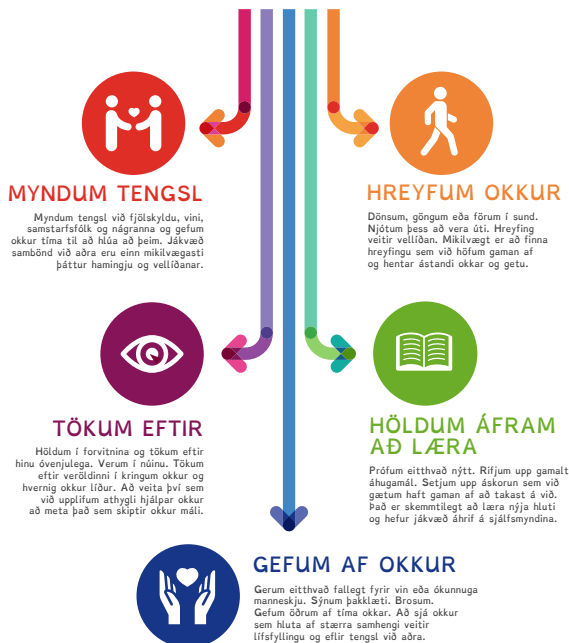 MYNDUM TENGSL
Myndum tengsl við fjölskyldu, vini,
samstarfsfólk og nágranna og gefum
okkur tíma til að hlúa að þeim. Jákvæð
sambönd við aðra eru einn mikilvægasti
þáttur hamingju og vellíðanar.
HREYFUM OKKUR
Dönsum, göngum eða förum í sund.
Njótum þess að vera úti. Hreyfing
veitir vellíðan. Mikilvægt er að finna
hreyfingu sem við höfum gaman af
og hentar ástandi okkar og getu.
TÖKUM EFTIR
Höldum í forvitnina og tökum eftir
hinu óvenjulega. Verum í núinu. Tökum
eftir veröldinni í kringum okkur og
hvernig okkur líður. Að veita því sem
við upplifum athygli hjálpar okkur
að meta það sem skiptir okkur máli.
HÖLDUM ÁFRAM
AÐ LÆRA
Prófum eitthvað nýtt. Rifjum upp gamalt
áhugamál. Setjum upp áskorun sem við
gætum haft gaman af að takast á við.
Það er skemmtilegt að læra nýja hluti
og hefur jákvæð áhrif á sjálfsmyndina.
GEFUM AF OKKUR
Gerum eitthvað fallegt fyrir vin eða ókunnuga
manneskju. Sýnum þakklæti. Brosum.
Gefum öðrum af tíma okkar. Að sjá okkur
sem hluta af stærra samhengi veitir
lífsfyllingu og eflir tengsl við aðra.